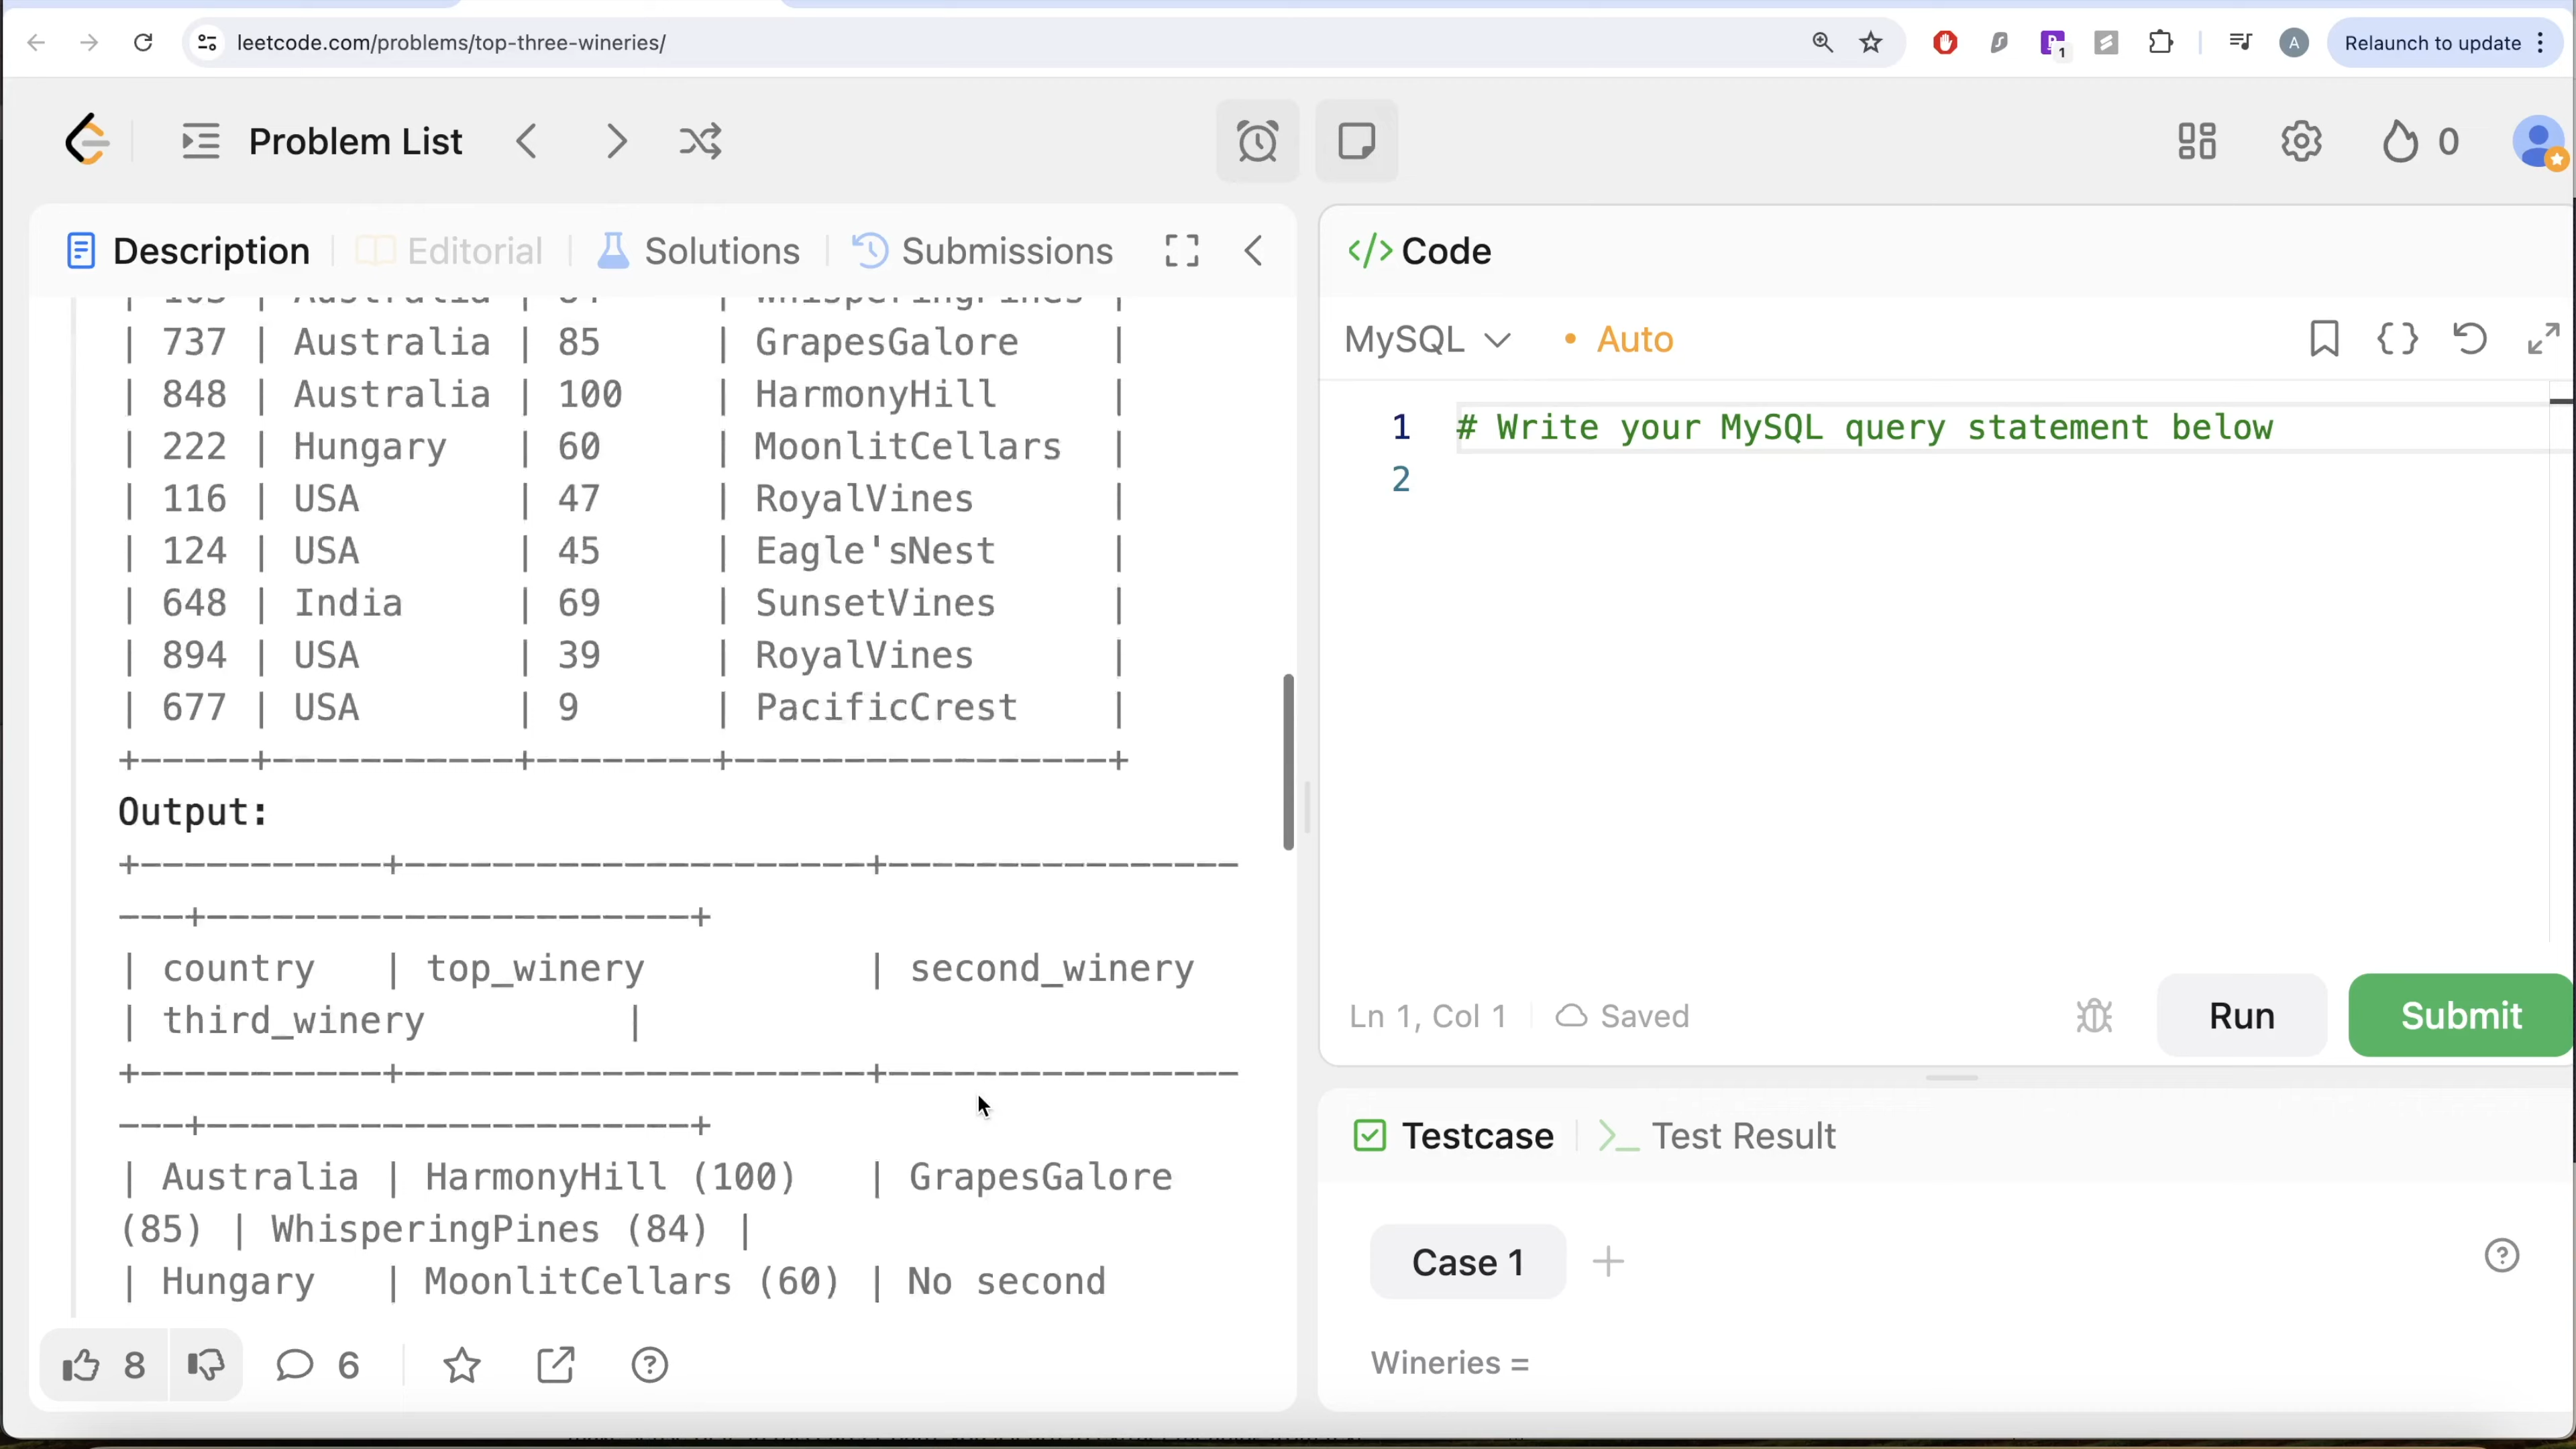 leetcode.com/problems/top-three-wineries/
1
A
Relaunch to update
Problem List
0
Description
Editorial
Solutions
Submissions
</> Code
| 737 | Australia | 85 | GrapesGalore |
| 848 | Australia | 100 | HarmonyHill |
| 222 | Hungary | 60 | MoonlitCellars |
| 116 | USA | 47 | RoyalVines |
| 124 | USA | 45 | Eagle'sNest |
| 648 | India | 69 | SunsetVines |
| 894 | USA | 39 | RoyalVines |
| 677 | USA | 9 | PacificCrest |
+-----+-----------+--------+-----------------+
Output:
| country | top_winery | second_winery
| third_winery |
| Australia | HarmonyHill (100) | GrapesGalore
(85) | WhisperingPines (84) |
| Hungary | MoonlitCellars (60) | No second
8
6
MySQL
• Auto
1 # Write your MySQL query statement below
2
Ln 1, Col 1
Saved
Run
Submit
Testcase
>_ Test Result
Case 1
Wineries =